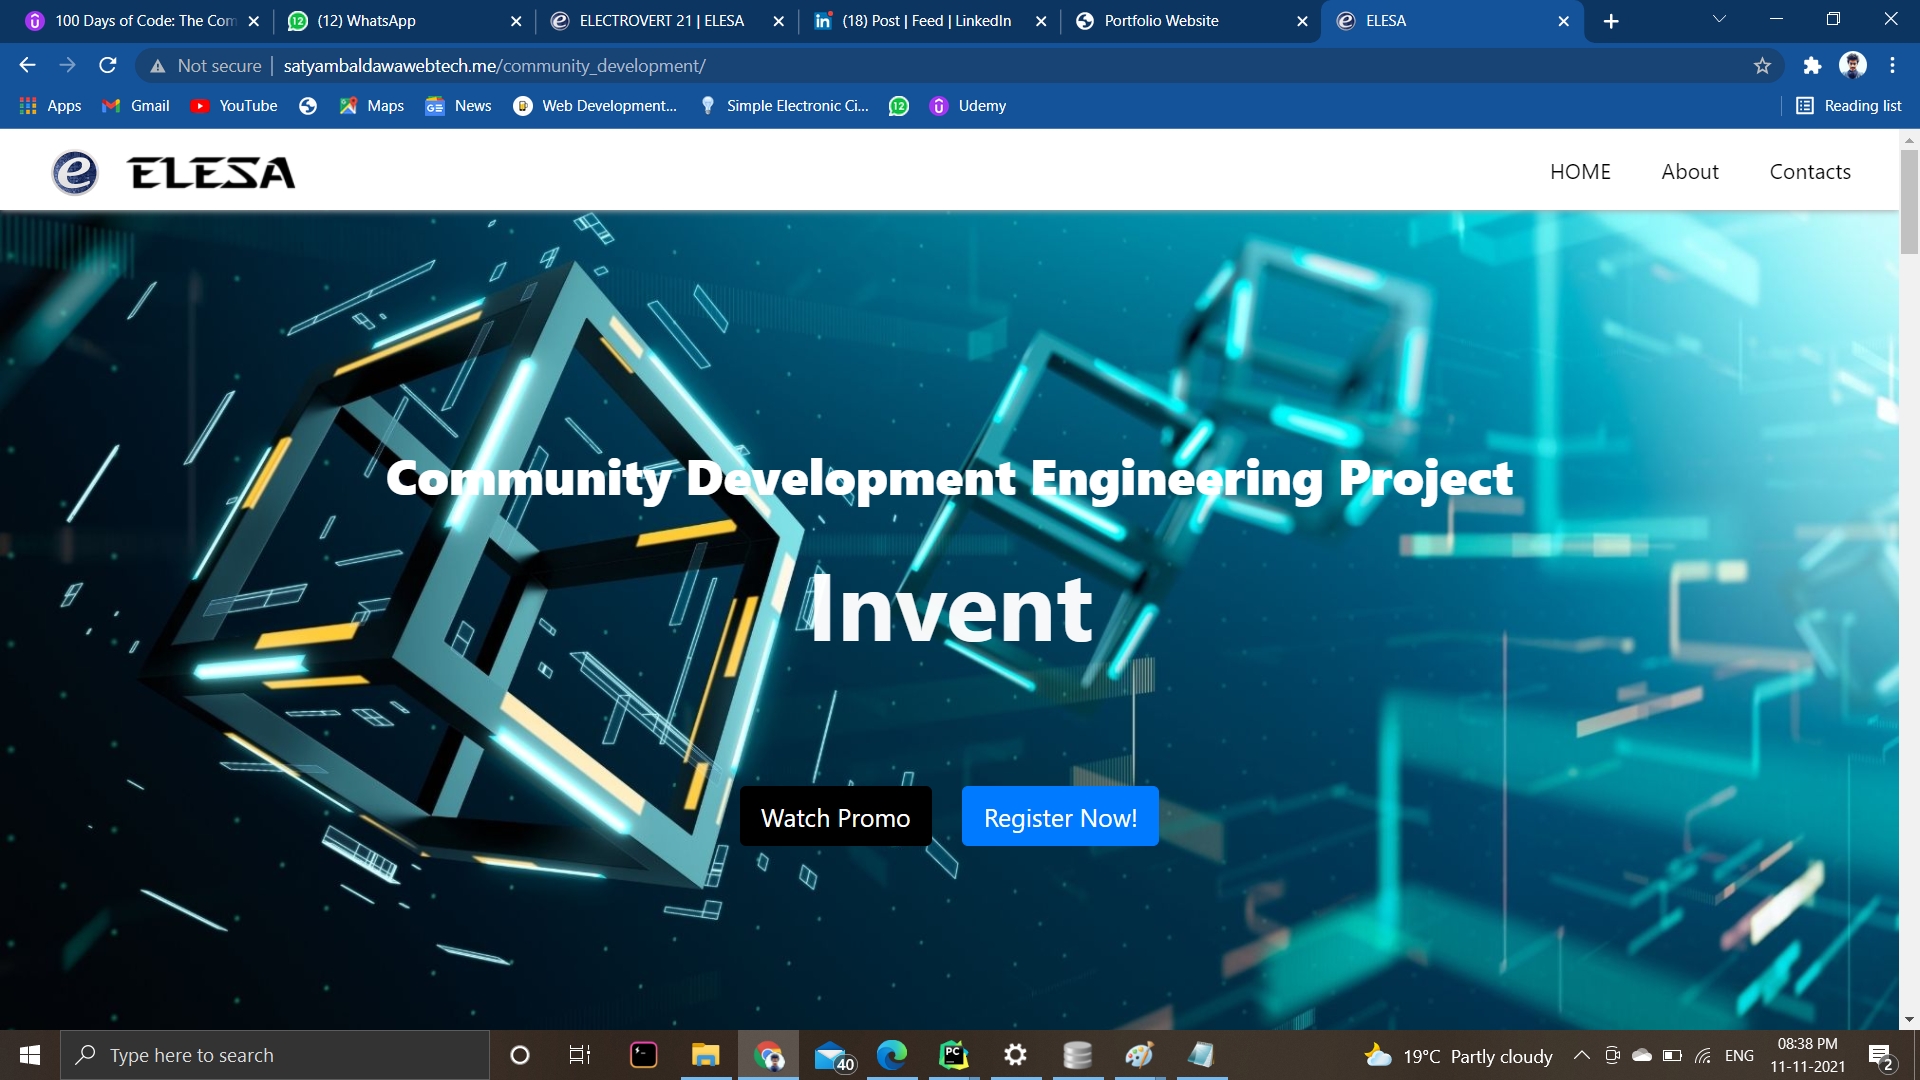 100 Days of Code: The Com
(12) WhatsApp
ELECTROVERT 21 | ELESA
(18) Post | Feed | LinkedIn
Portfolio Website
ELESA
Not secure | satyambaldawawebtech.me/community_development/
Apps Gmail YouTube Maps News Web Development... Simple Electronic Ci... 12 Udemy Reading list
e ELESA HOME About Contacts
Community Development Engineering Project
Invent
Watch Promo Register Now!
Type here to search
40
PC
19°C Partly cloudy
ENG
08:38 PM
11-11-2021
2